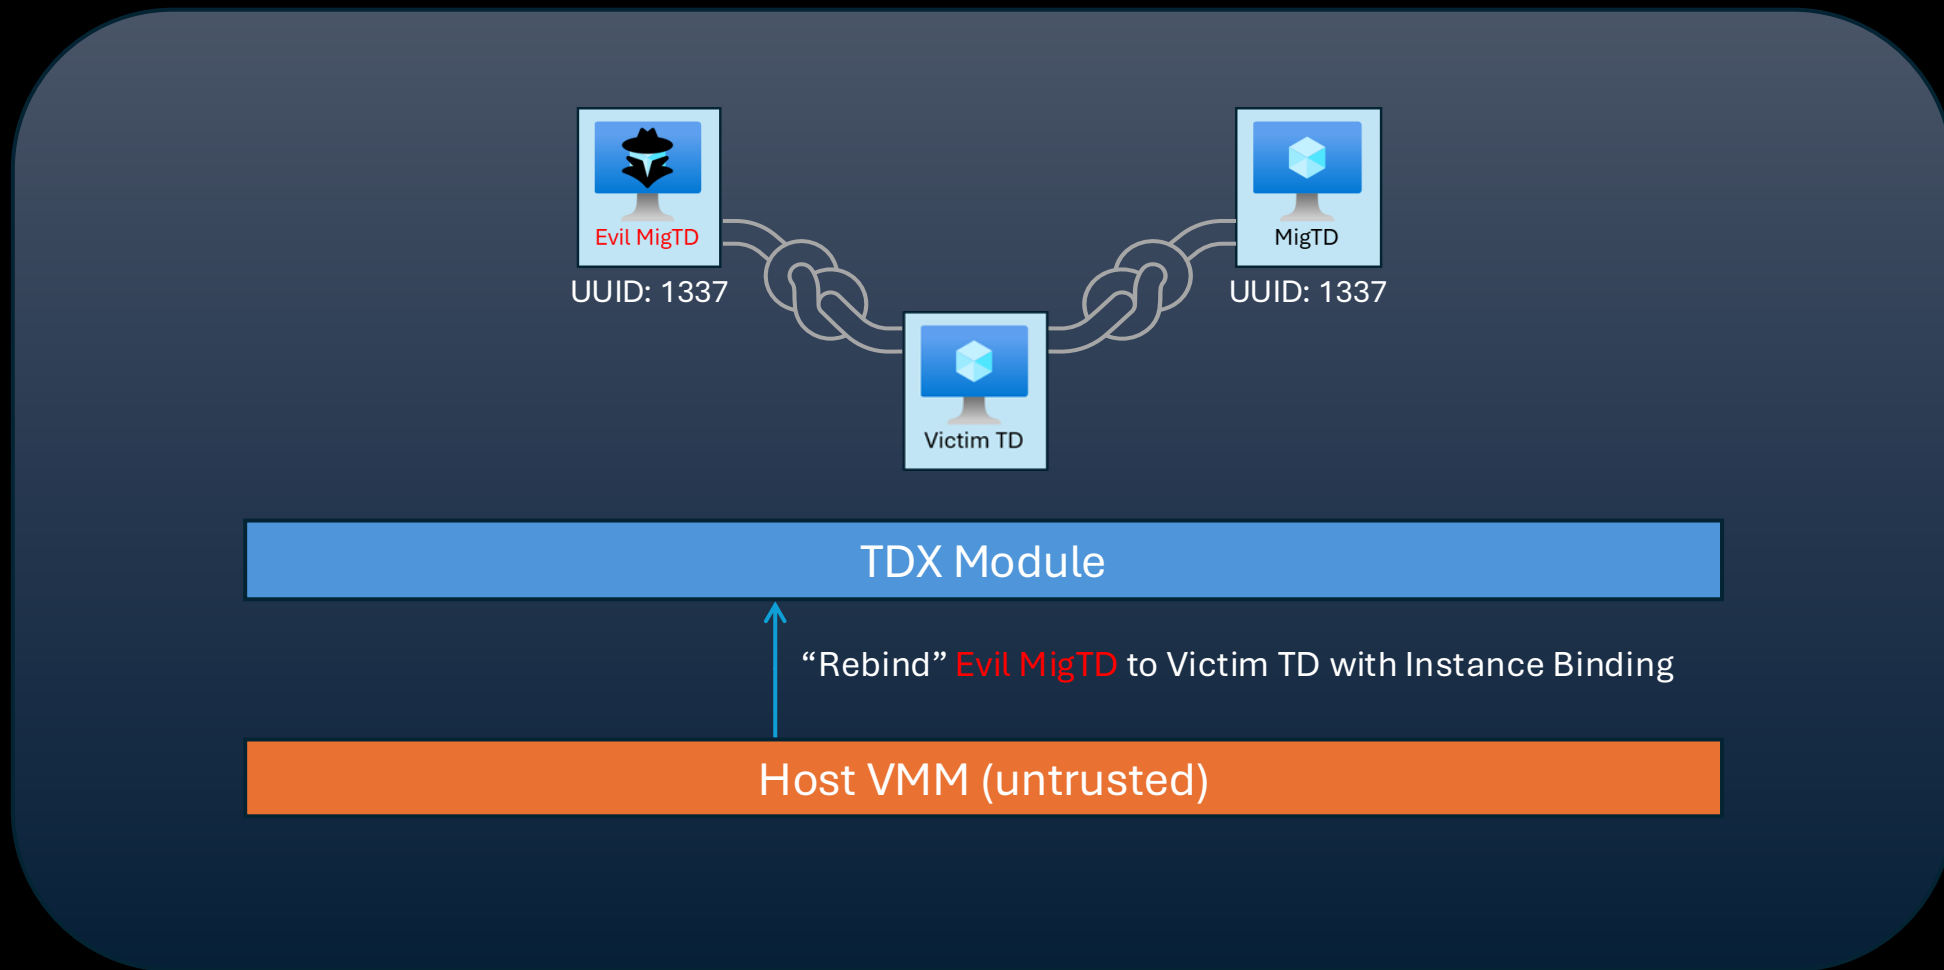 Evil MigTD
UUID: 1337
MigTD
UUID: 1337
Victim TD
TDX Module
“Rebind” Evil MigTD to Victim TD with Instance Binding
Host VMM (untrusted)